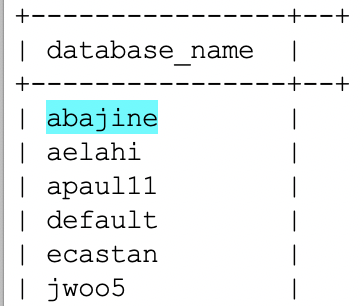 +----------------+--+
| database_name  |
+----------------+--+
| abajine        |
| aelahi         |
| apaul11        |
| default        |
| ecastan        |
| jwoo5          |